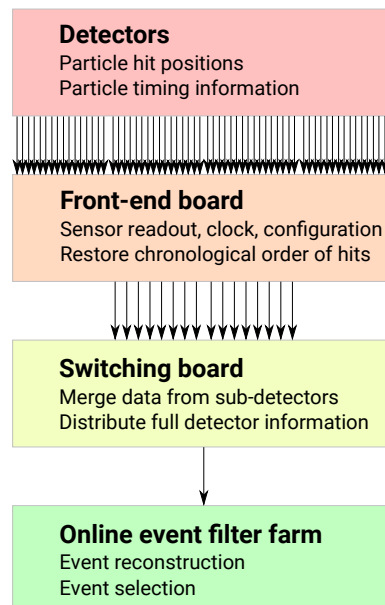 Detectors
Particle hit positions
Particle timing information
Front-end board
Sensor readout, clock, configuration
Restore chronological order of hits
Switching board
Merge data from sub-detectors
Distribute full detector information
Online event filter farm
Event reconstruction
Event selection